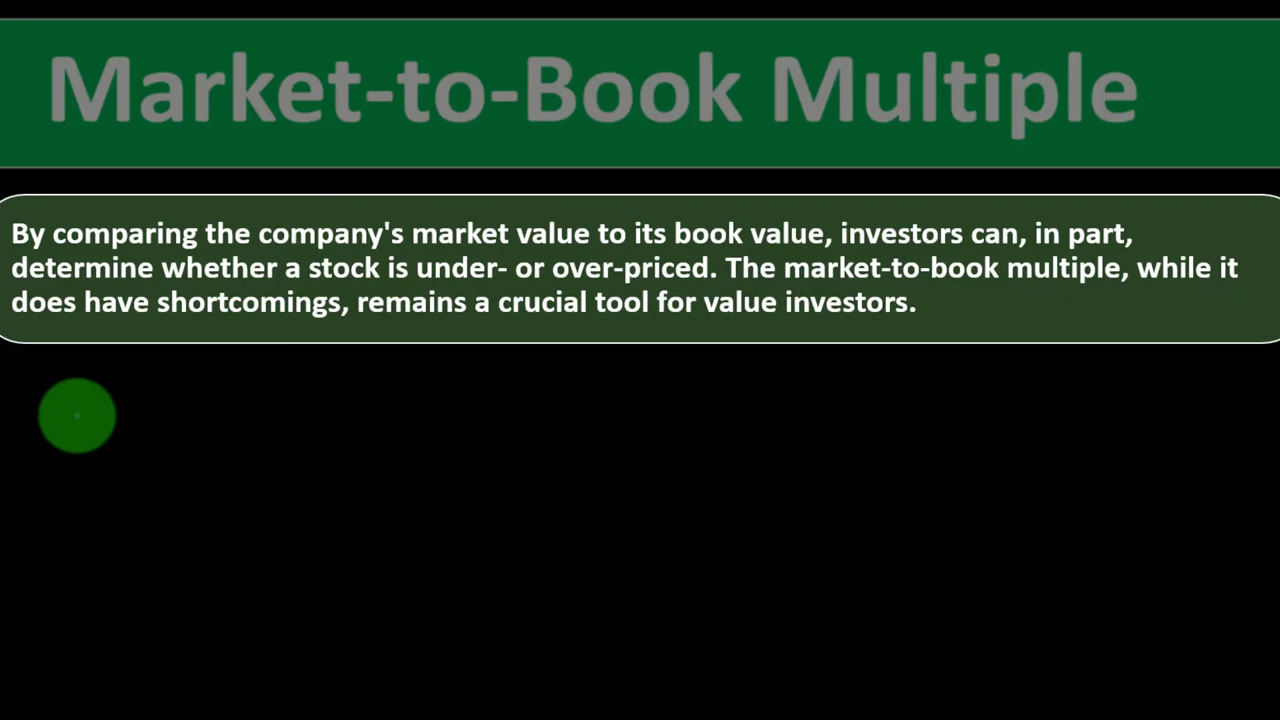 Market-to-Book Multiple
By comparing the company's market value to its book value, investors can, in part,
determine whether a stock is under- or over-priced. The market-to-book multiple, while it
does have shortcomings, remains a crucial tool for value investors.